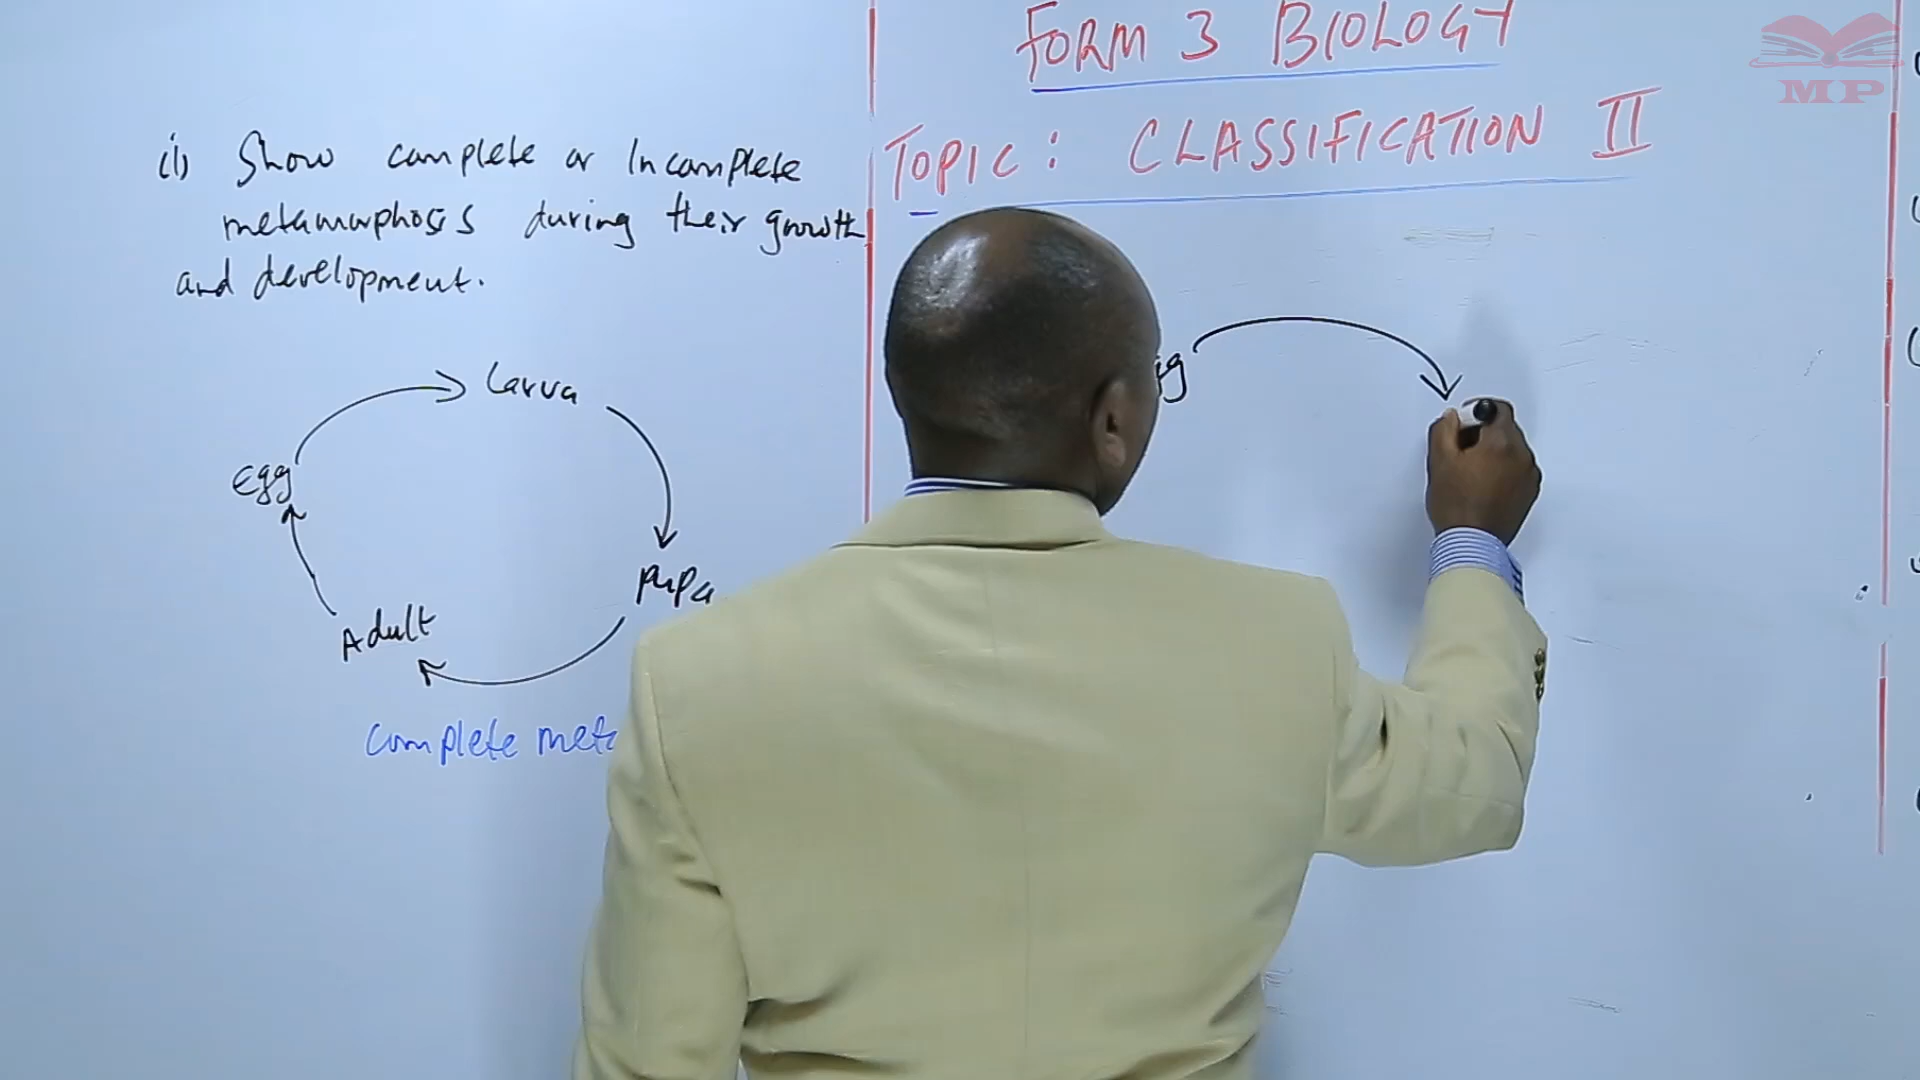 FORM 3 BIOLOGY
TOPIC: CLASSIFICATION II
MP
ii) Show complete or Incomplete
metamorphosis during their growth
and development.
Larva
Egg
Pupa
Adult
complete